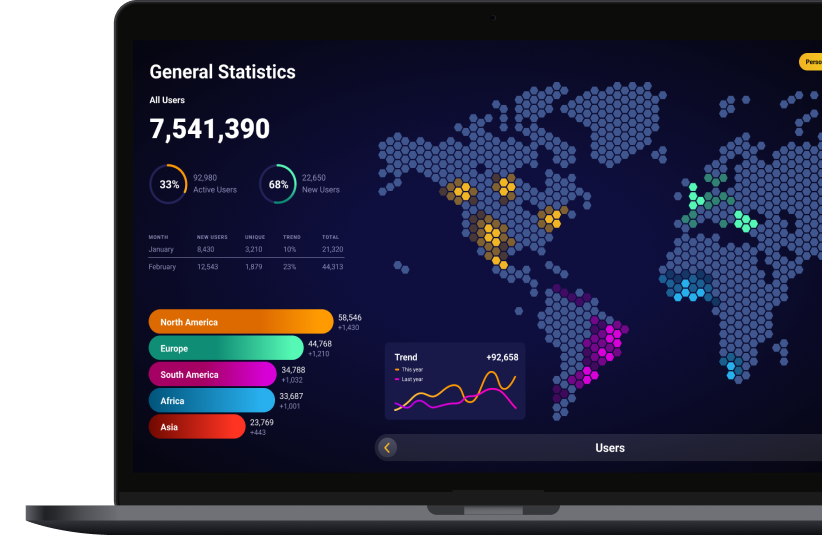 General Statistics
All Users
7,541,390
33%
92,980
Active Users
68%
22,650
New Users
MONTH NEW USERS UNIQUE TREND TOTAL
January 8,430 3,210 10% 21,320
February 12,543 1,879 23% 44,313
North America 58,546
+1,430
Europe 44,768
+1,210
South America 34,788
+1,032
Africa 33,687
+1,001
Asia 23,769
+443
Trend +92,658
This year
Last year
Users